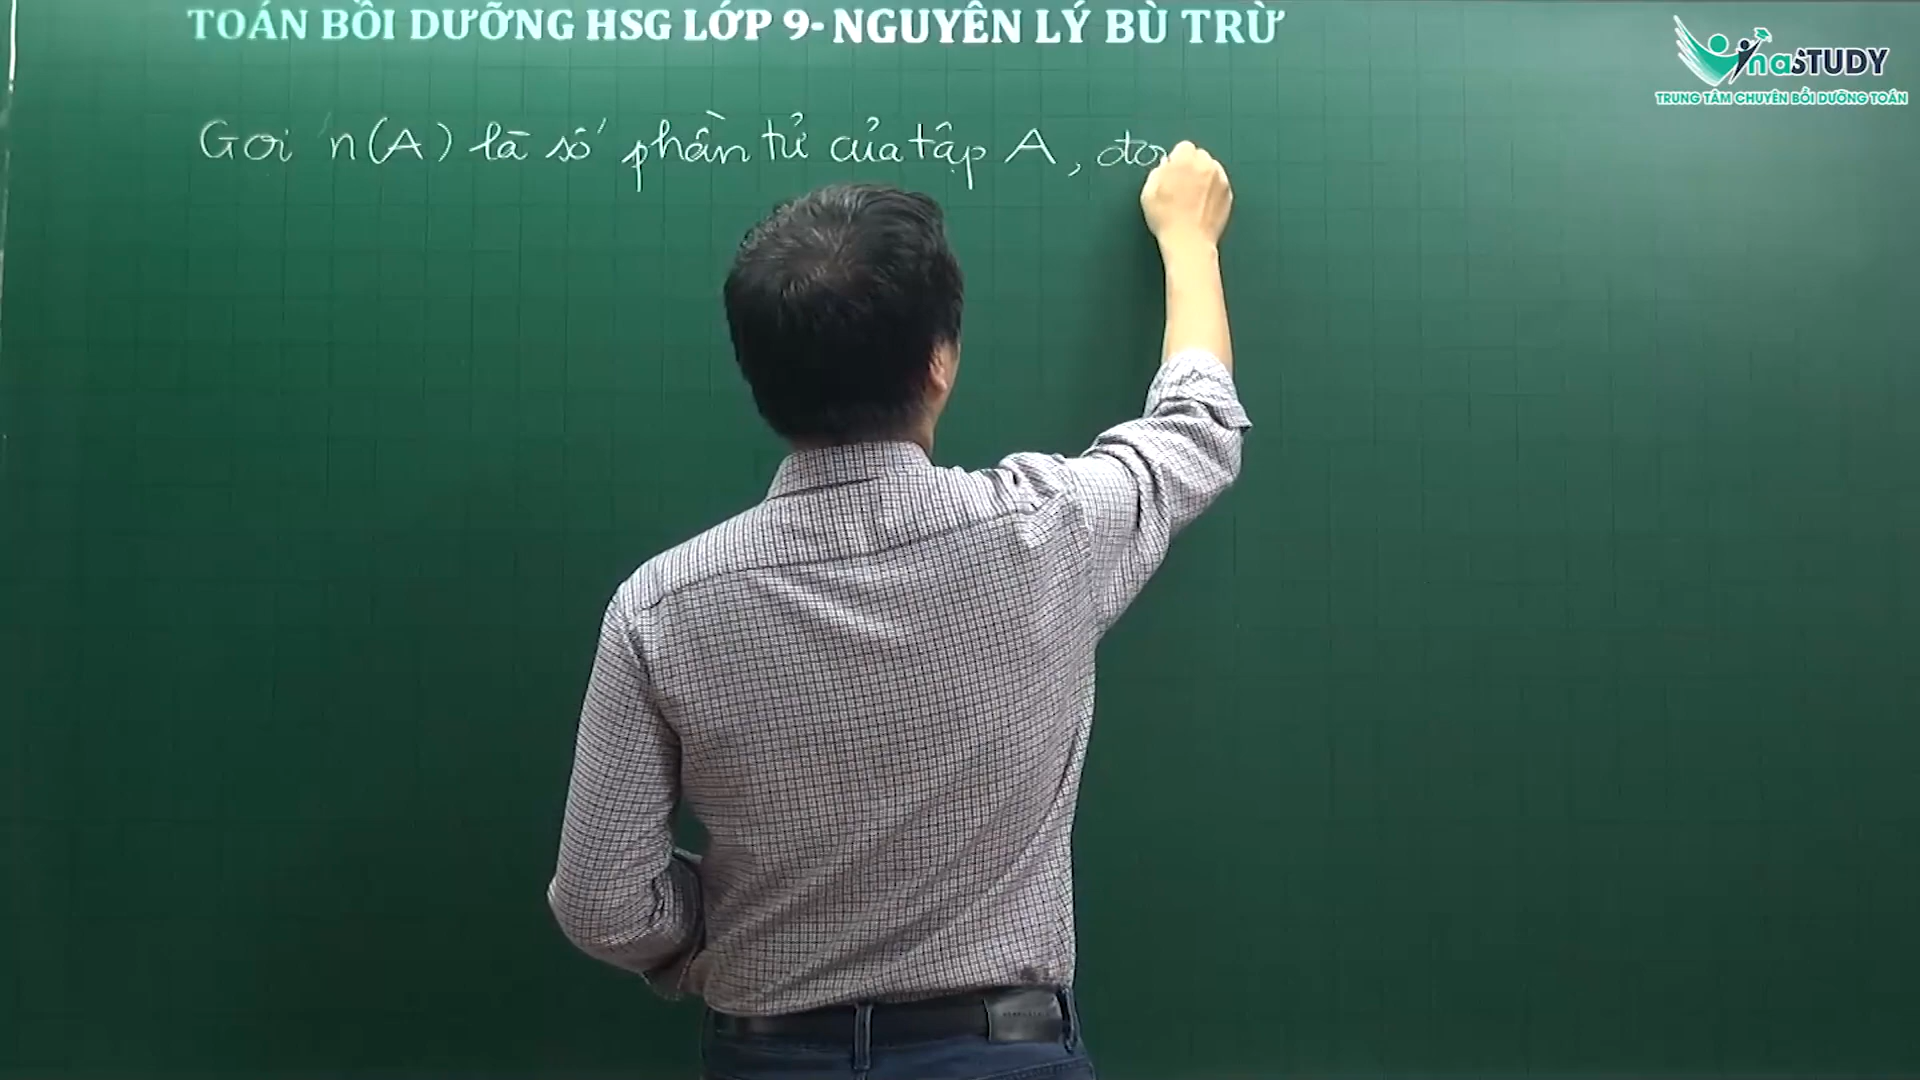 TOÁN BỒI DƯỠNG HSG LỚP 9- NGUYÊN LÝ BÙ TRỪ
VinaSTUDY
TRUNG TÂM CHUYÊN BỒI DƯỠNG TOÁN
Gọi n(A) là số phần tử của tập A,